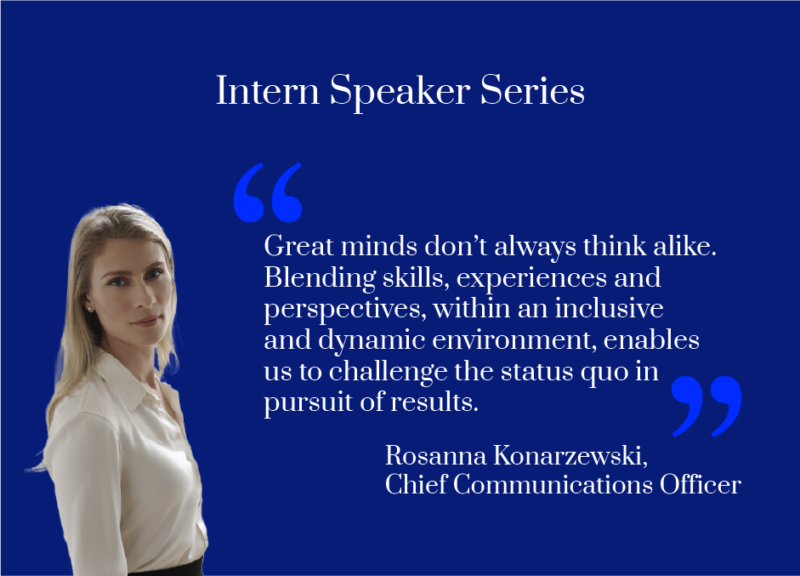 Intern Speaker Series
“
Great minds don’t always think alike.
Blending skills, experiences and
perspectives, within an inclusive
and dynamic environment, enables
us to challenge the status quo in
pursuit of results.
”
Rosanna Konarzewski,
Chief Communications Officer